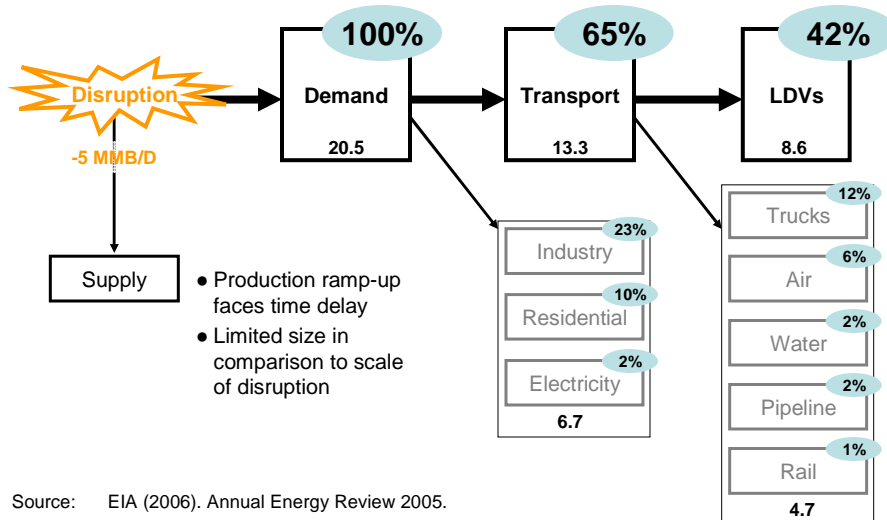 100%
65%
42%
Disruption
Demand
Transport
LDVs
20.5
13.3
8.6
-5 MMB/D
Supply
● Production ramp-up
faces time delay
● Limited size in
comparison to scale
of disruption
23%
Industry
10%
Residential
2%
Electricity
6.7
12%
Trucks
6%
Air
2%
Water
2%
Pipeline
1%
Rail
4.7
Source: EIA (2006). Annual Energy Review 2005.